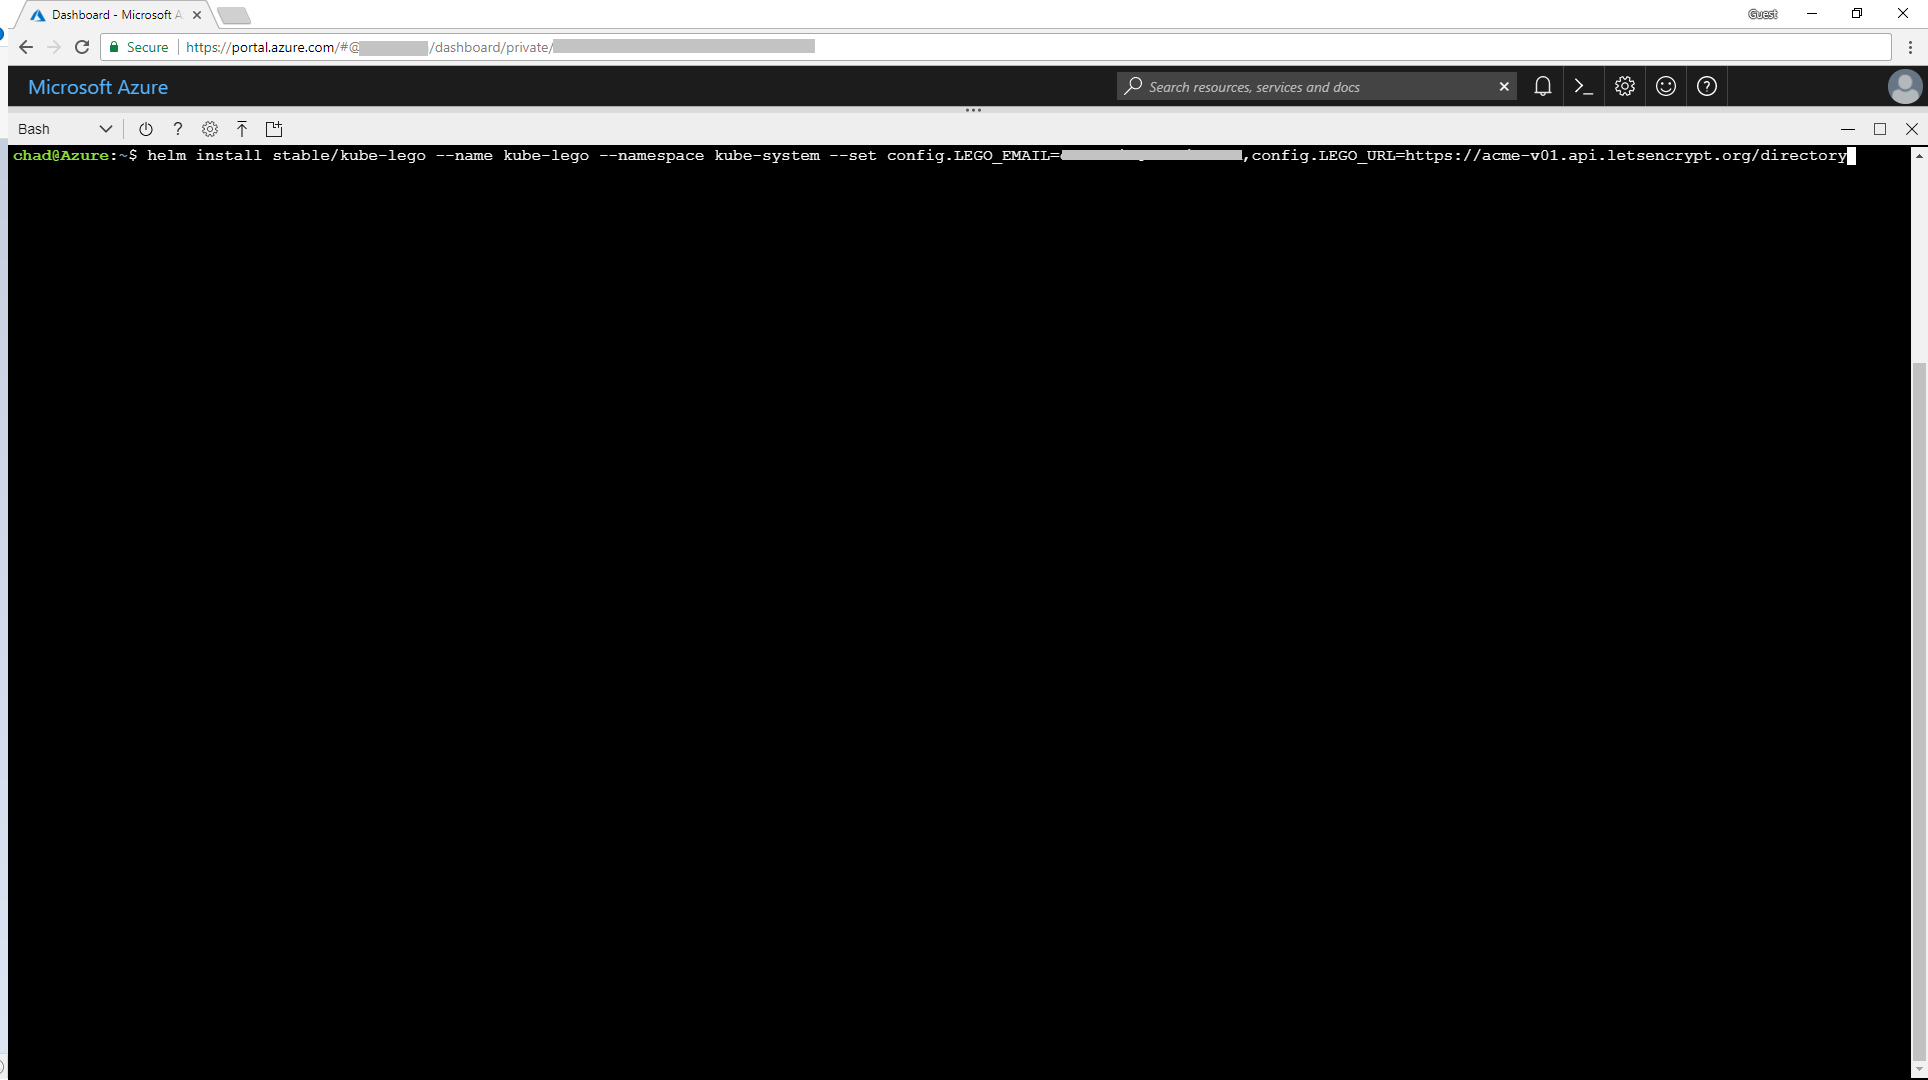 Dashboard - Microsoft A
Guest
Secure
https://portal.azure.com/#@ /dashboard/private/
Microsoft Azure
Search resources, services and docs
Bash
chad@Azure:~$ helm install stable/kube-lego --name kube-lego --namespace kube-system --set config.LEGO_EMAIL= ,config.LEGO_URL=https://acme-v01.api.letsencrypt.org/directory